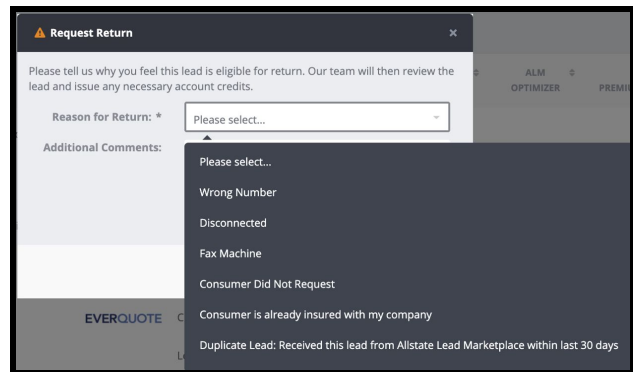 Request Return
Please tell us why you feel this lead is eligible for return. Our team will then review the
lead and issue any necessary account credits.
ALM
OPTIMIZER
Reason for Return: *
Please select...
Additional Comments:
Please select...
Wrong Number
Disconnected
Fax Machine
Consumer Did Not Request
Consumer is already insured with my company
Duplicate Lead: Received this lead from Allstate Lead Marketplace within last 30 days
EVERQUOTE